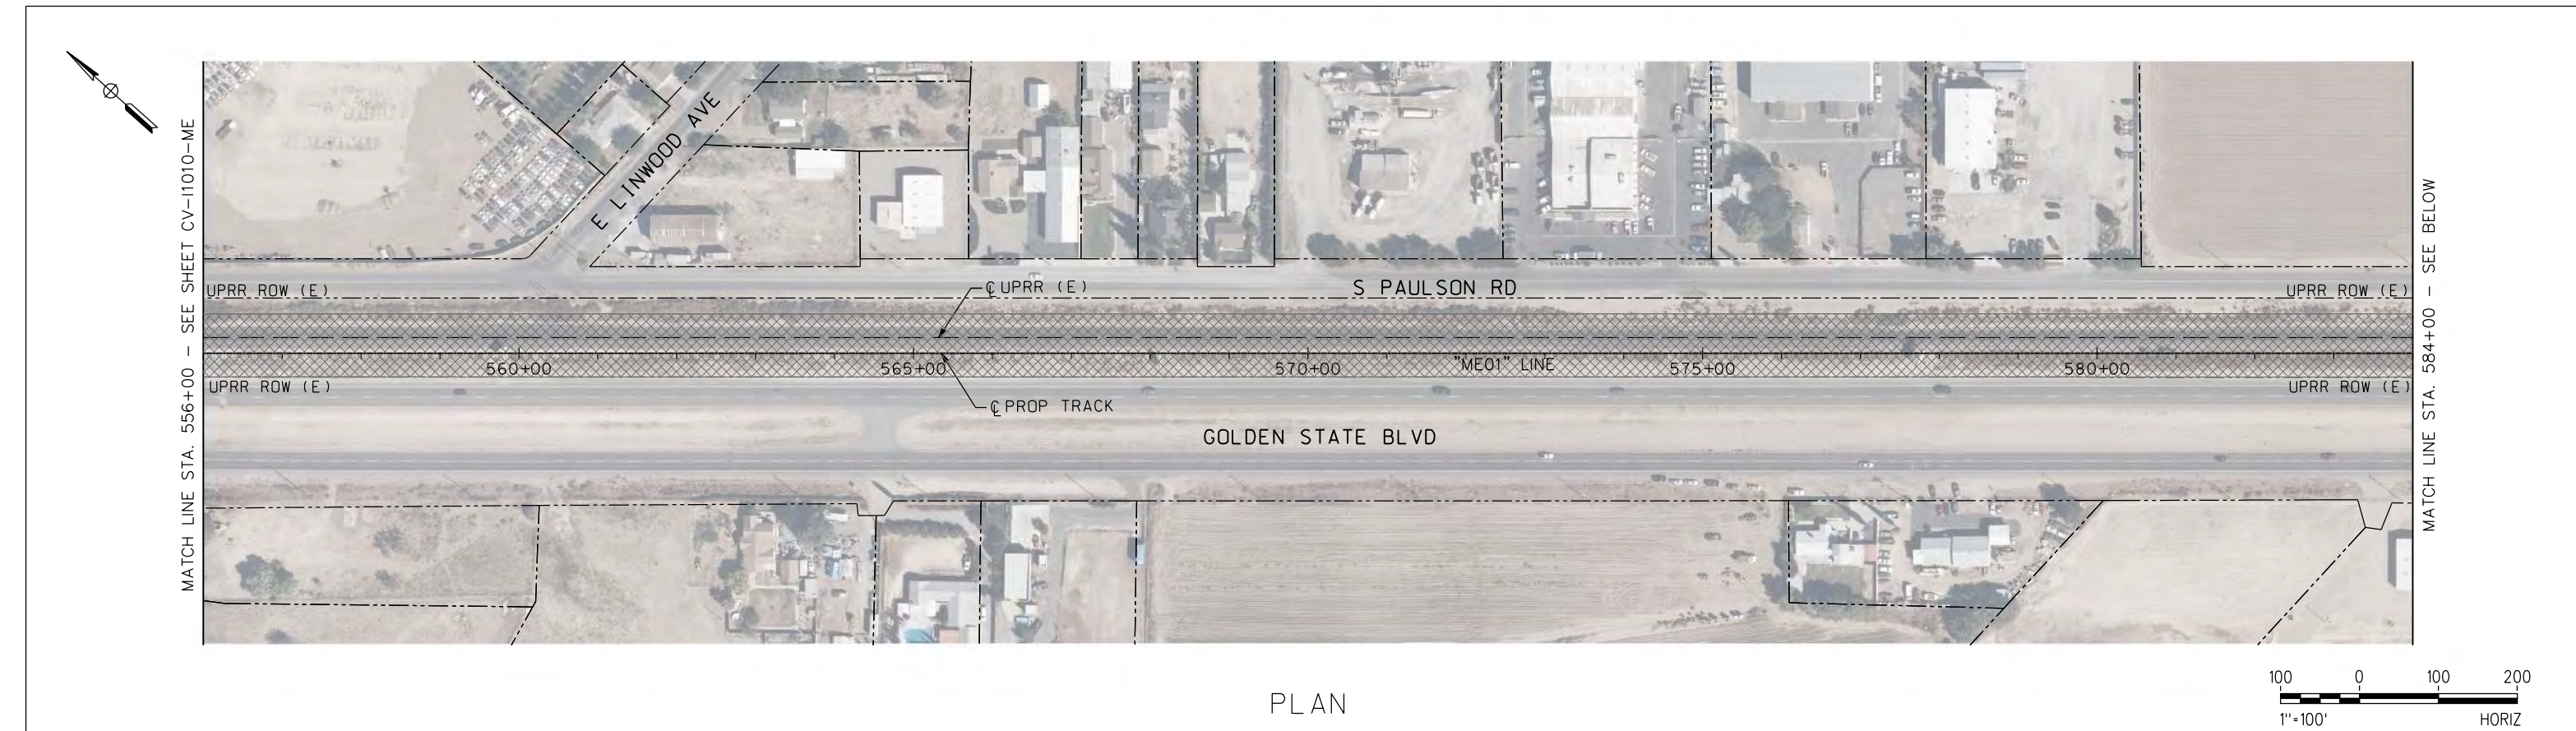 MATCH LINE STA. 556+00 - SEE SHEET CV-I1010-ME
E LINWOOD AVE
UPRR ROW (E)
℄ UPRR (E)
S PAULSON RD
UPRR ROW (E)
560+00
565+00
570+00
"ME01" LINE
575+00
580+00
UPRR ROW (E)
UPRR ROW (E)
℄ PROP TRACK
GOLDEN STATE BLVD
MATCH LINE STA. 584+00 - SEE BELOW
PLAN
100 0 100 200
1"=100' HORIZ